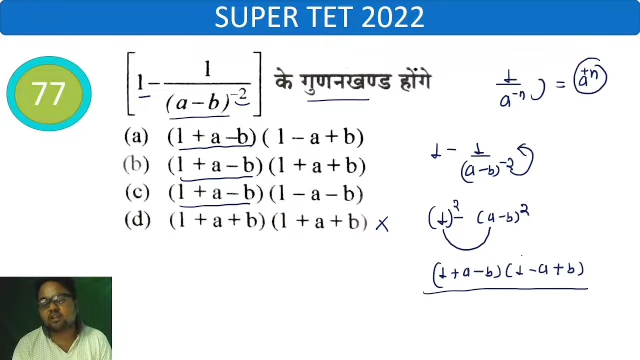 SUPER TET 2022
77
[1 - 1/(a-b)^-2] के गुणनखण्ड होंगे
(a) (1 + a - b) (1 - a + b)
(b) (1 + a - b) (1 + a + b)
(c) (1 + a - b) (1 - a - b)
(d) (1 + a + b) (1 + a + b) ×
1/a^-n = a^+n
1 - 1/(a-b)^-2
(1)^2 - (a-b)^2
(1+a-b)(1-a+b)